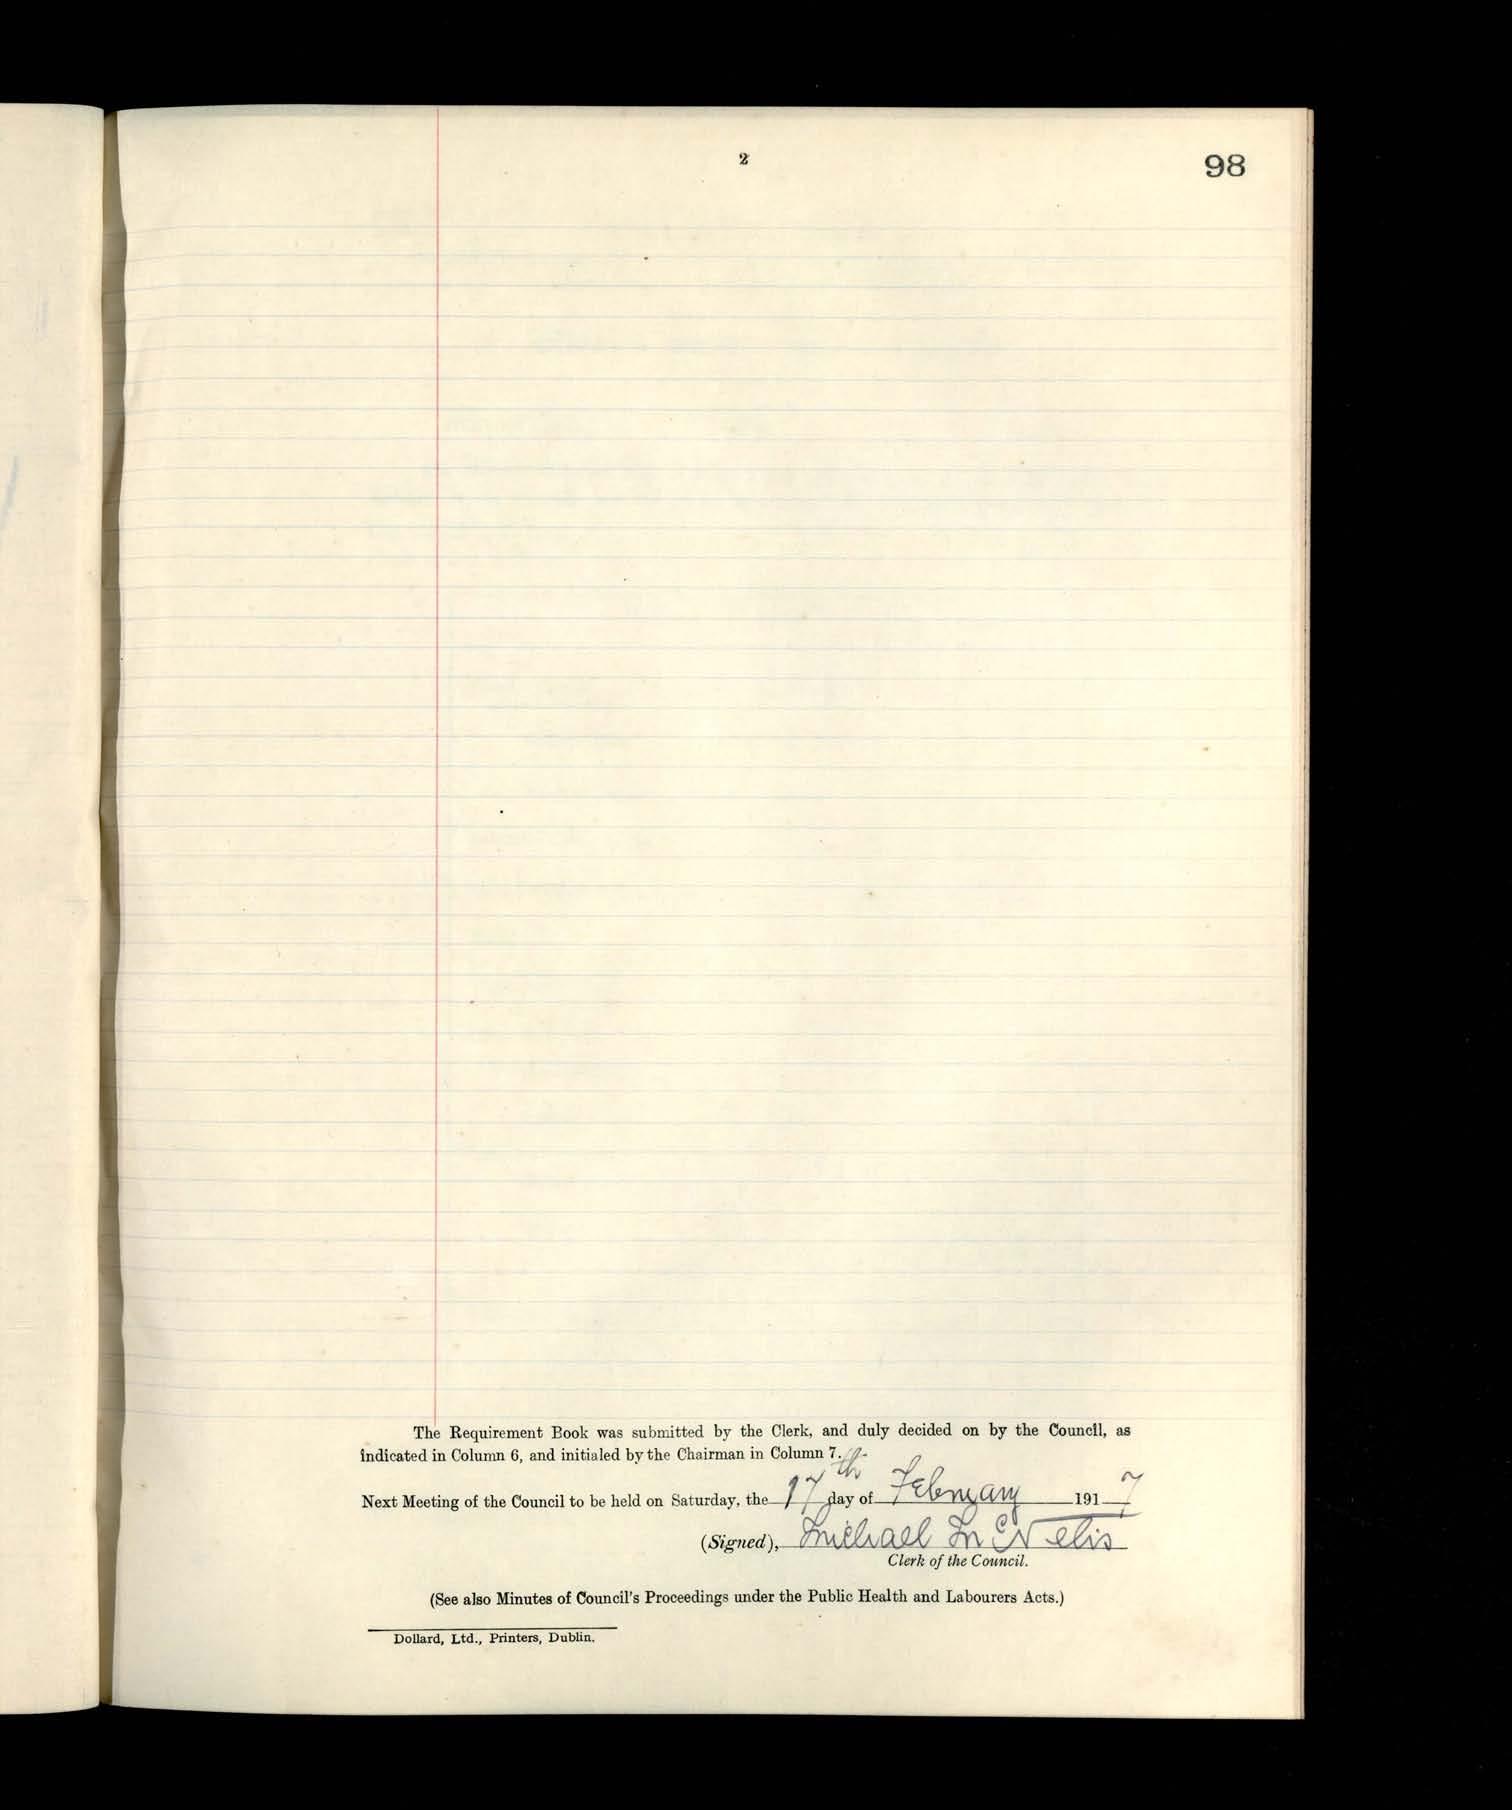 2
98
The Requirement Book was submitted by the Clerk, and duly decided on by the Council, as
indicated in Column 6, and initialed by the Chairman in Column 7.
Next Meeting of the Council to be held on Saturday, the 17th day of February 1917
(Signed), Michael McNelis
Clerk of the Council.
(See also Minutes of Council's Proceedings under the Public Health and Labourers Acts.)
Dollard, Ltd., Printers, Dublin.